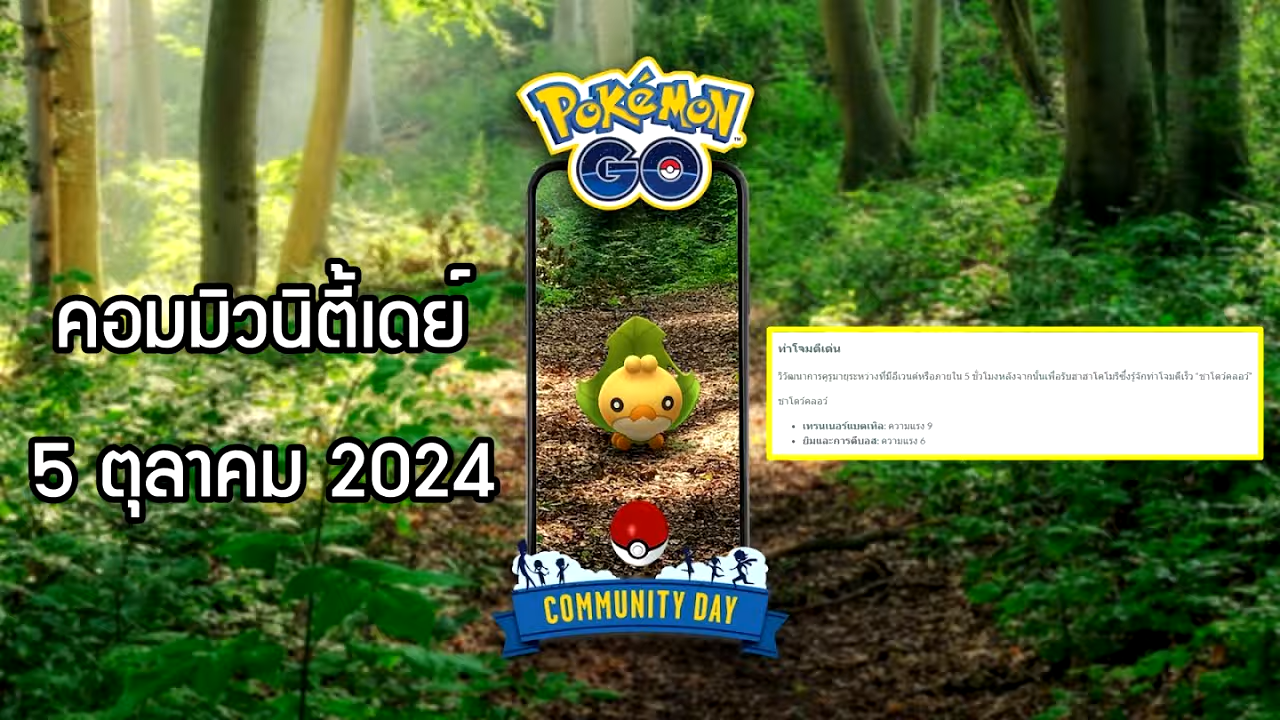 POKÉMON
GO
คอมมิวนิตี้เดย์
5 ตุลาคม 2024
COMMUNITY DAY
ท่าโจมตีเด่น
วิวัฒนาการคุรุมายุระหว่างที่มีอีเวนต์หรือภายใน 5 ชั่วโมงหลังจากนั้นเพื่อรับฮาฮาโคโมริซึ่งรู้จักท่าโจมตีเร็ว "ชาโดว์คลอว์"
ชาโดว์คลอว์
• เทรนเนอร์แบตเทิล: ความแรง 9
• ยิมและการตีบอส: ความแรง 6